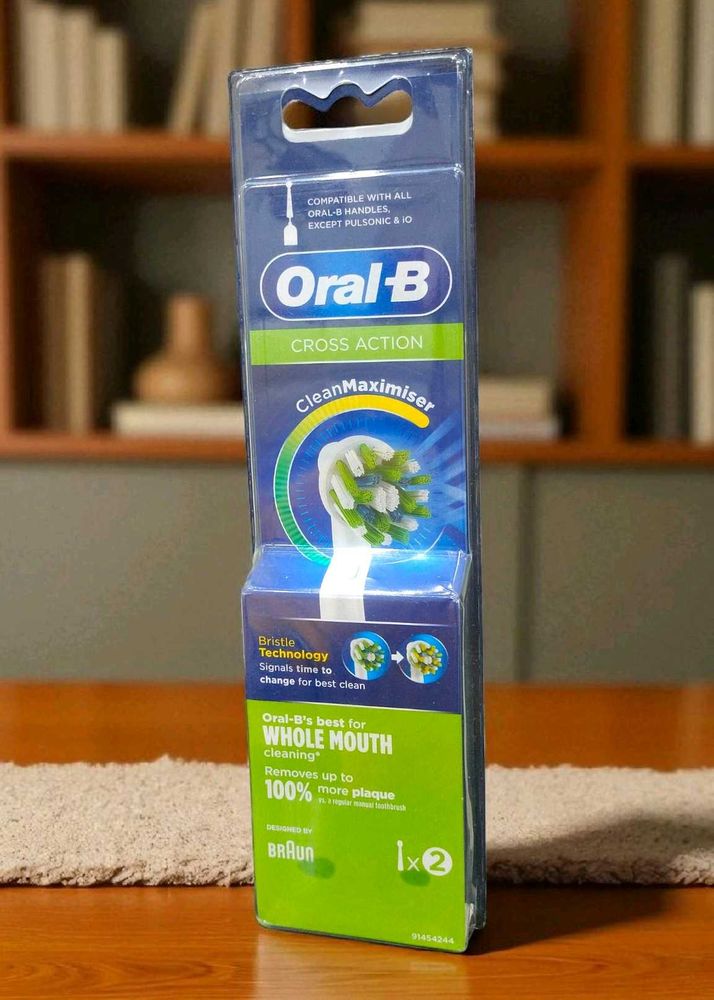 COMPATIBLE WITH ALL
ORAL-B HANDLES,
EXCEPT PULSONIC & iO
Oral-B
CROSS ACTION
CleanMaximiser
Bristle
Technology
Signals time to
change for best clean
Oral-B's best for
WHOLE MOUTH
cleaning*
Removes up to
100% more plaque
vs. a regular manual toothbrush
DESIGNED BY
BRAUN
x 2
91454244